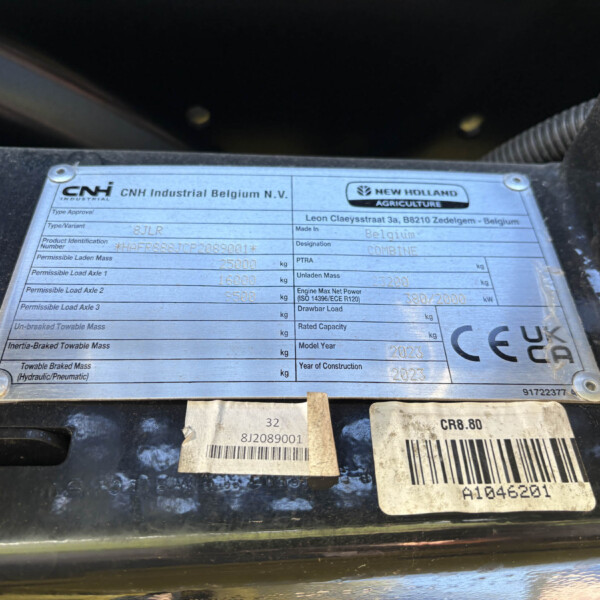 CNH
INDUSTRIAL
CNH Industrial Belgium N.V.
NEW HOLLAND
AGRICULTURE
Leon Claeysstraat 3a, B8210 Zedelgem - Belgium
Type Approval
Type/Variant 8JLR
Made in Belgium
Product Identification
Number
Designation COMBINE
Permissible Laden Mass 25000 kg
PTRA kg
Permissible Load Axle 1 kg
Unladen Mass kg
Permissible Load Axle 2 kg
Engine Max Net Power
(ISO 14396/ECE R120) kW
Permissible Load Axle 3 kg
Drawbar Load kg
Un-braked Towable Mass kg
Rated Capacity kg
Inertia-Braked Towable Mass kg
Model Year 2023
Towable Braked Mass
(Hydraulic/Pneumatic) kg
Year of Construction 2023
CE UK
CA
91722377
32
8J2089001
CR8.80
A1046201